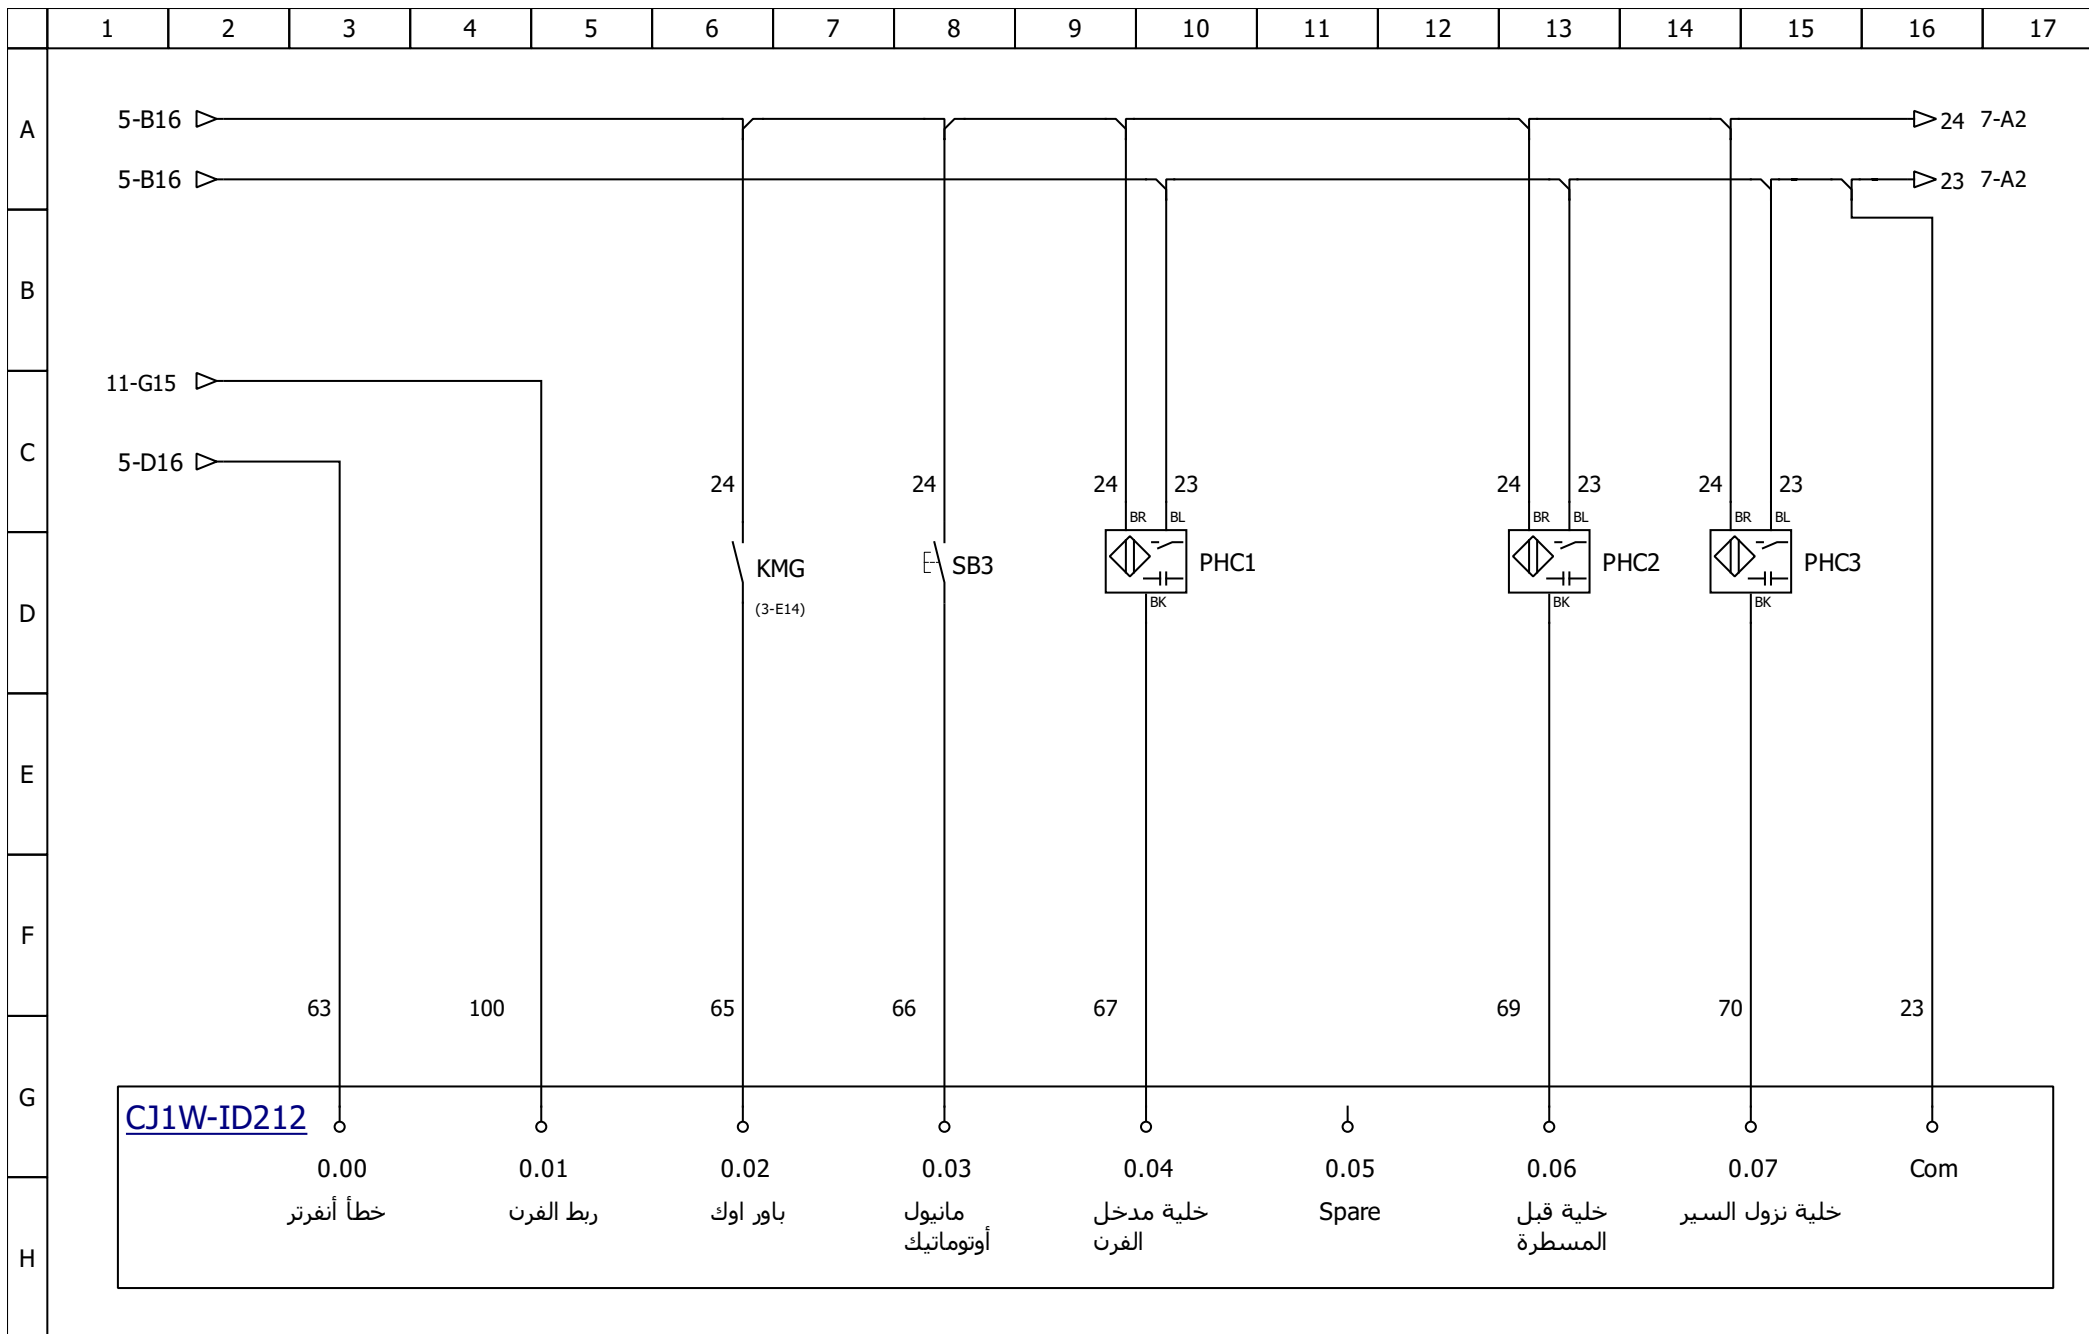 1 2 3 4 5 6 7 8 9 10 11 12 13 14 15 16 17
A
5-B16 24 7-A2
5-B16 23 7-A2
B
11-G15
C
5-D16
24 24 24 23 24 23 24 23
BR BL BR BL BR BL
KMG SB3 PHC1 PHC2 PHC3
(3-E14)
BK BK BK
D
E
F
63 100 65 66 67 69 70 23
G
CJ1W-ID212
0.00 0.01 0.02 0.03 0.04 0.05 0.06 0.07 Com
خطأ أنفرتر
ربط الفرن
باور اوك
مانيول
أوتوماتيك
خلية مدخل
الفرن
Spare
خلية قبل
المسطرة
خلية نزول السير
H